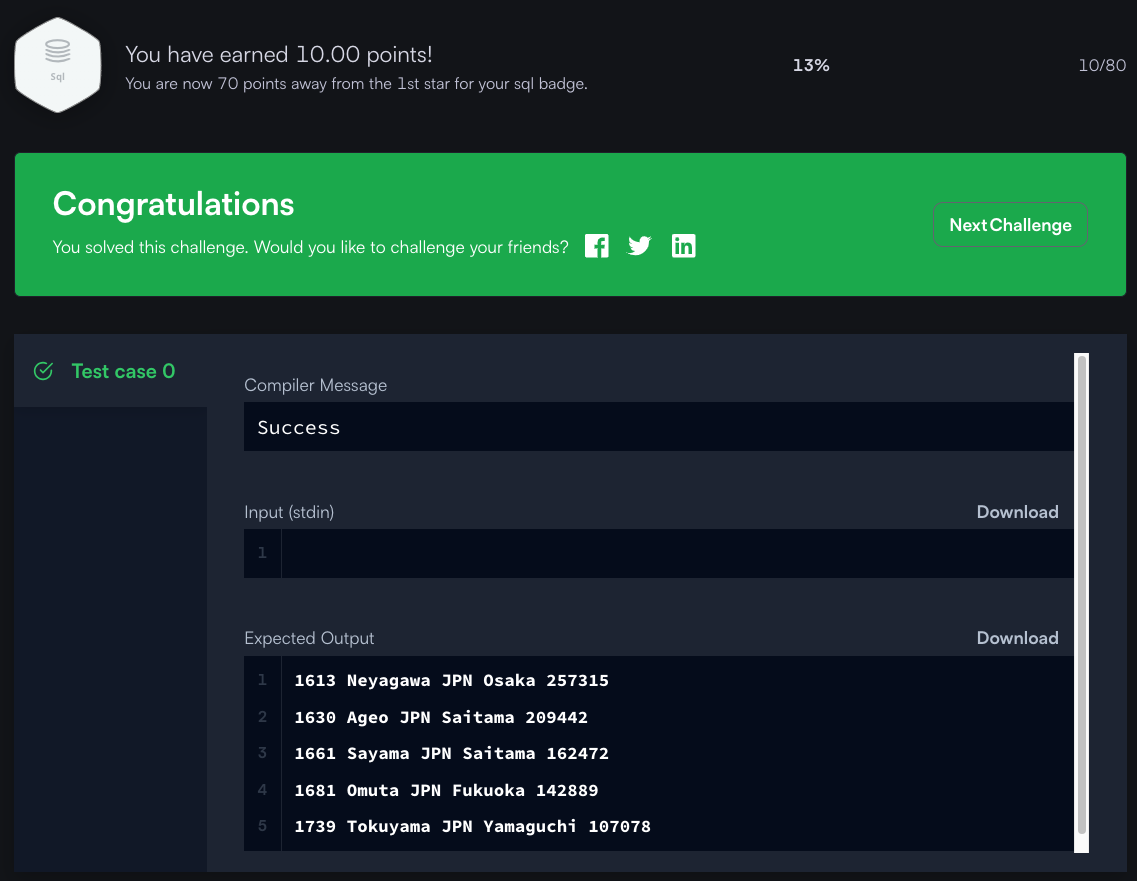 Sql
You have earned 10.00 points!
You are now 70 points away from the 1st star for your sql badge.
13%
10/80
Congratulations
You solved this challenge. Would you like to challenge your friends?
Next Challenge
Test case 0
Compiler Message
Success
Input (stdin)
Download
1
Expected Output
Download
1 1613 Neyagawa JPN Osaka 257315
2 1630 Ageo JPN Saitama 209442
3 1661 Sayama JPN Saitama 162472
4 1681 Omuta JPN Fukuoka 142889
5 1739 Tokuyama JPN Yamaguchi 107078